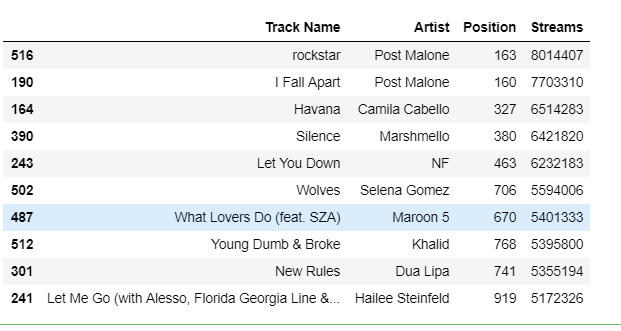 Track Name Artist Position Streams
516 rockstar Post Malone 163 8014407
190 I Fall Apart Post Malone 160 7703310
164 Havana Camila Cabello 327 6514283
390 Silence Marshmello 380 6421820
243 Let You Down NF 463 6232183
502 Wolves Selena Gomez 706 5594006
487 What Lovers Do (feat. SZA) Maroon 5 670 5401333
512 Young Dumb & Broke Khalid 768 5395800
301 New Rules Dua Lipa 741 5355194
241 Let Me Go (with Alesso, Florida Georgia Line &... Hailee Steinfeld 919 5172326